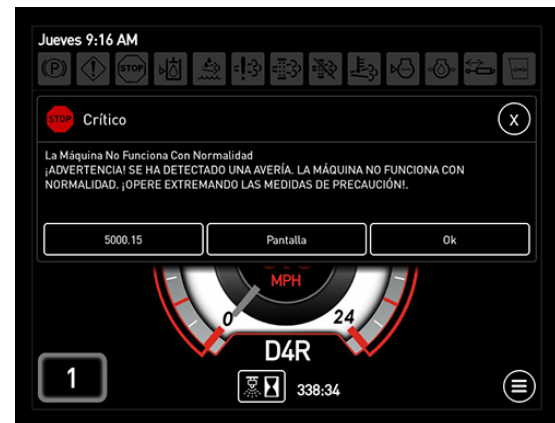 Jueves 9:16 AM
(P) STOP
STOP Crítico X
La Máquina No Funciona Con Normalidad
¡ADVERTENCIA! SE HA DETECTADO UNA AVERÍA. LA MÁQUINA NO FUNCIONA CON
NORMALIDAD. ¡OPERE EXTREMANDO LAS MEDIDAS DE PRECAUCIÓN!.
5000.15 Pantalla Ok
MPH
0 24
D4R
1 338:34